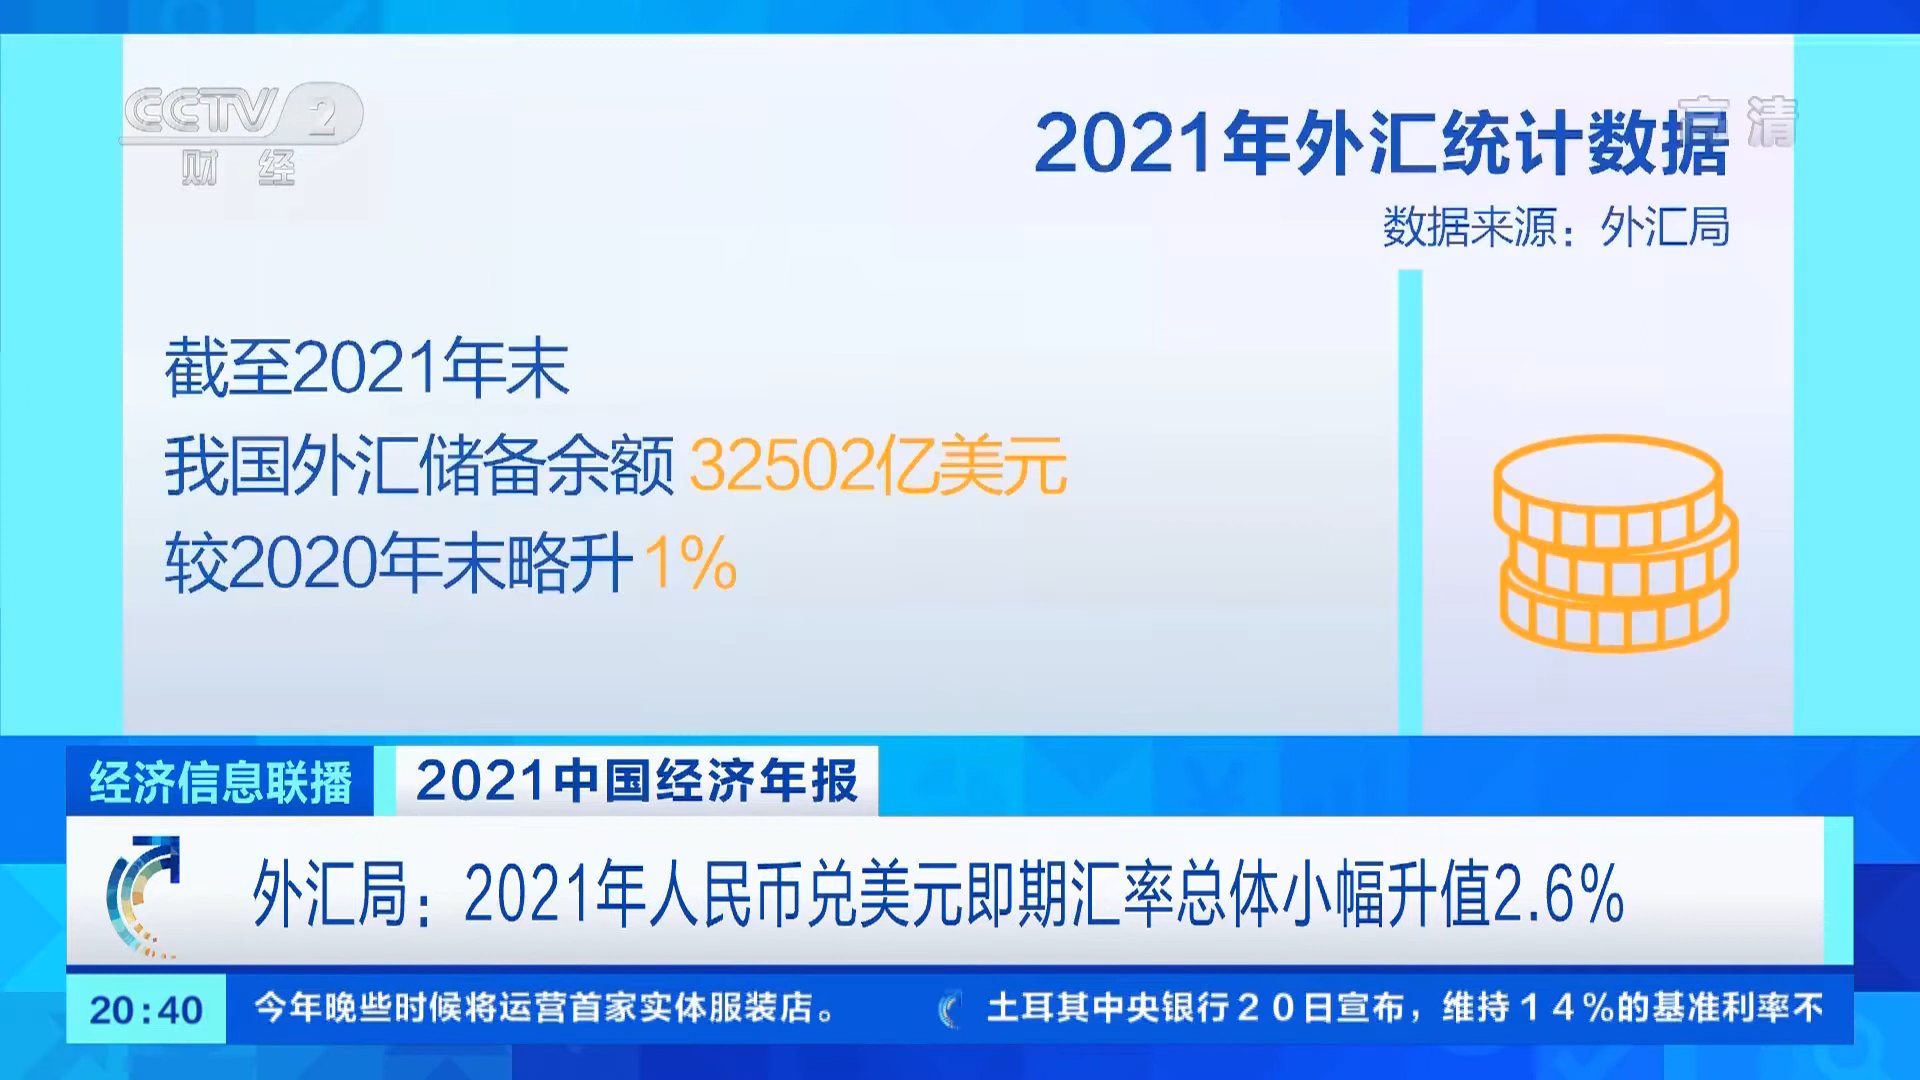 CCTV 2
财 经
高清
2021年外汇统计数据
数据来源：外汇局
截至2021年末
我国外汇储备余额 32502亿美元
较2020年末略升 1%
经济信息联播
2021中国经济年报
外汇局：2021年人民币兑美元即期汇率总体小幅升值2.6%
20:40
今年晚些时候将运营首家实体服装店。 土耳其中央银行２０日宣布，维持１４％的基准利率不